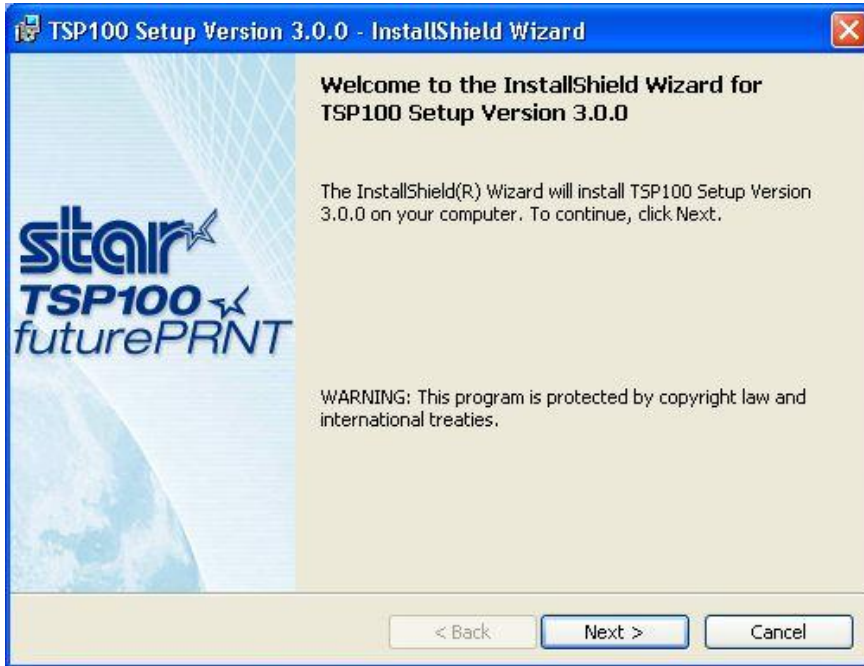 TSP100 Setup Version 3.0.0 - InstallShield Wizard
Welcome to the InstallShield Wizard for
TSP100 Setup Version 3.0.0
The InstallShield(R) Wizard will install TSP100 Setup Version
3.0.0 on your computer. To continue, click Next.
star
TSP100
futurePRNT
WARNING: This program is protected by copyright law and
international treaties.
< Back
Next >
Cancel